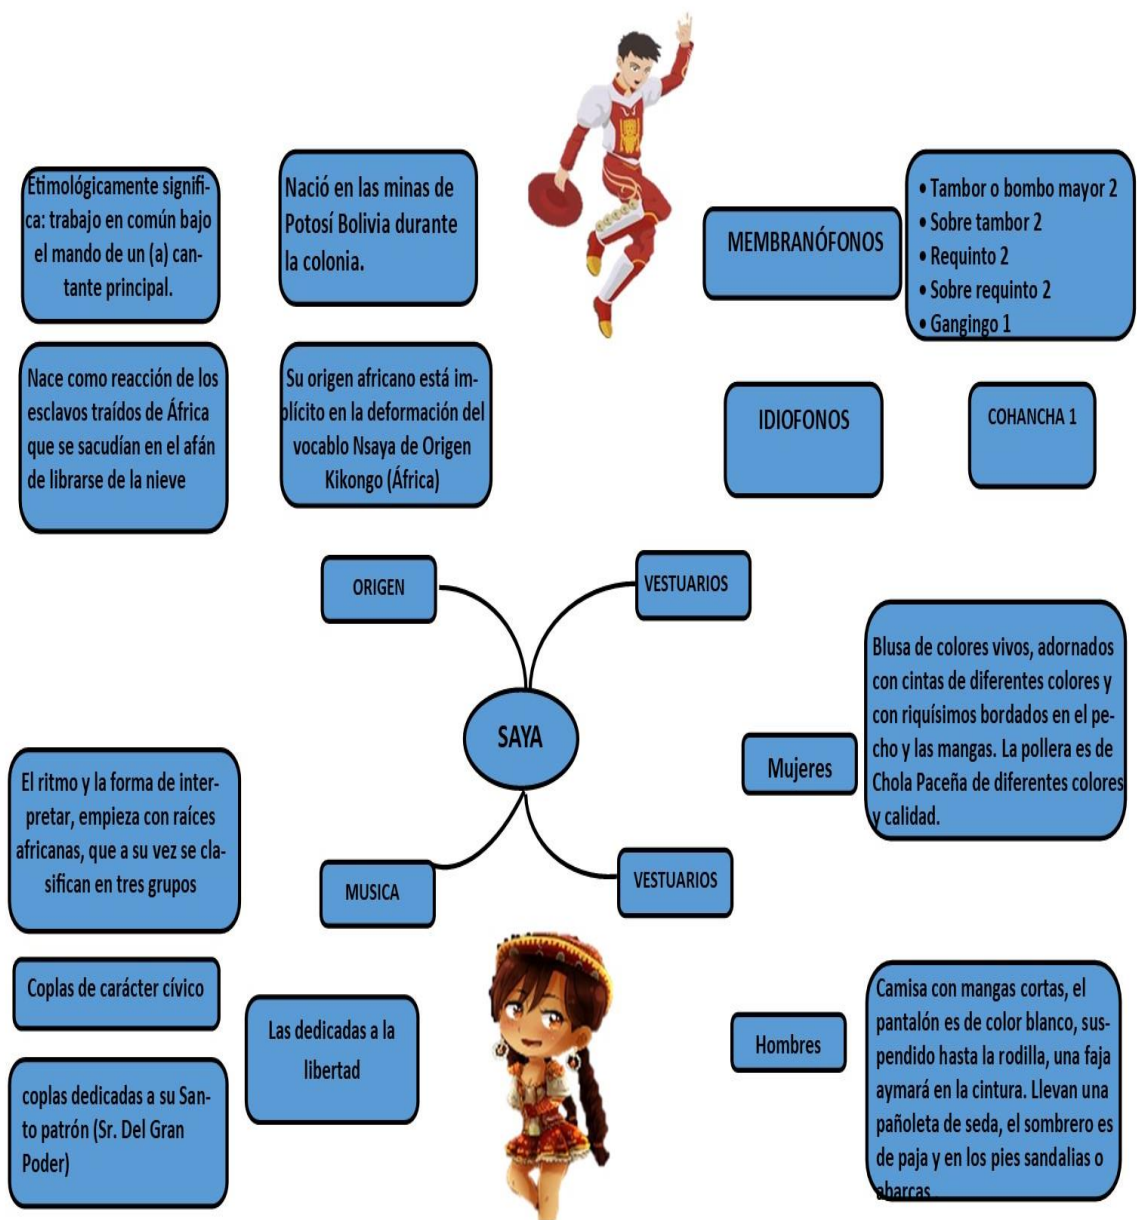 Etimológicamente signifi-
ca: trabajo en común bajo
el mando de un (a) can-
tante principal.
Nació en las minas de
Potosí Bolivia durante
la colonia.
MEMBRANÓFONOS
• Tambor o bombo mayor 2
• Sobre tambor 2
• Requinto 2
• Sobre requinto 2
• Gangingo 1
Nace como reacción de los
esclavos traídos de África
que se sacudían en el afán
de librarse de la nieve
Su origen africano está im-
plícito en la deformación del
vocablo Nsaya de Origen
Kikongo (África)
IDIOFONOS
COHANCHA 1
ORIGEN
VESTUARIOS
SAYA
Mujeres
Blusa de colores vivos, adornados
con cintas de diferentes colores y
con riquísimos bordados en el pe-
cho y las mangas. La pollera es de
Chola Paceña de diferentes colores
y calidad.
El ritmo y la forma de inter-
pretar, empieza con raíces
africanas, que a su vez se cla-
sifican en tres grupos
MUSICA
VESTUARIOS
Coplas de carácter cívico
Las dedicadas a la
libertad
coplas dedicadas a su San-
to patrón (Sr. Del Gran
Poder)
Hombres
Camisa con mangas cortas, el
pantalón es de color blanco, sus-
pendido hasta la rodilla, una faja
aymará en la cintura. Llevan una
pañoleta de seda, el sombrero es
de paja y en los pies sandalias o
abarcas